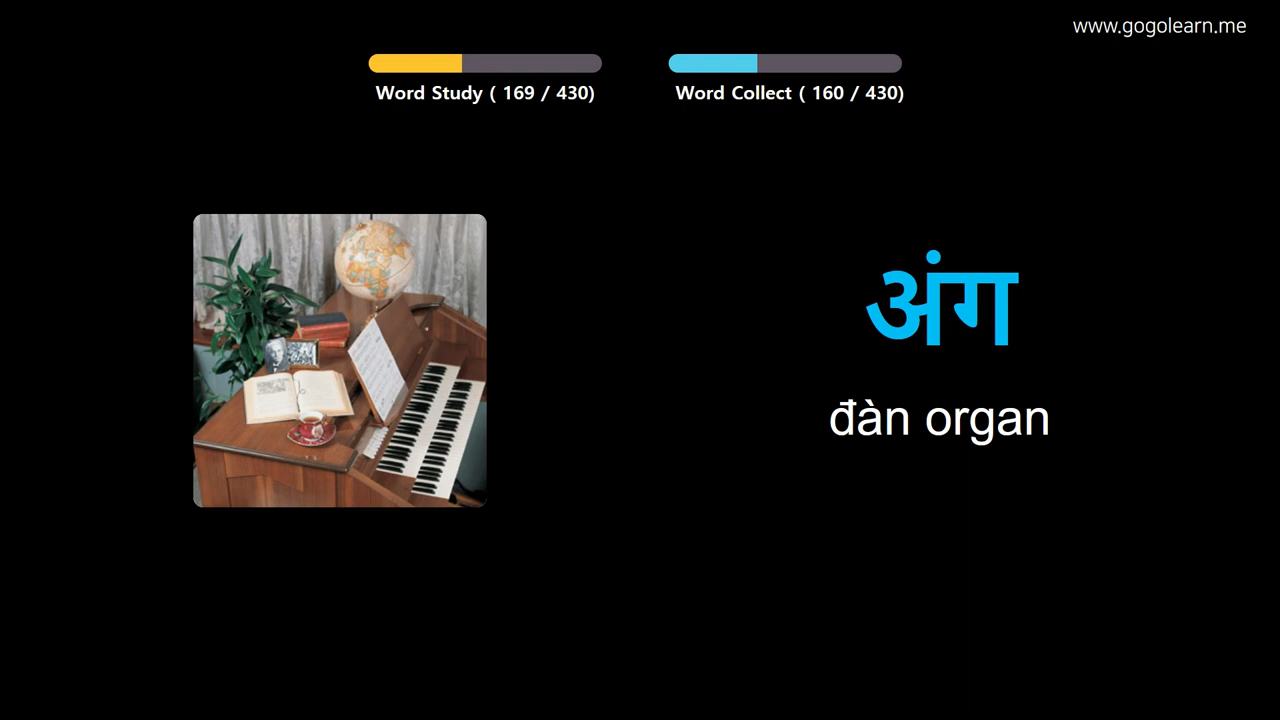 www.gogolearn.me
Word Study ( 169 / 430)
Word Collect ( 160 / 430)
अंग
đàn organ